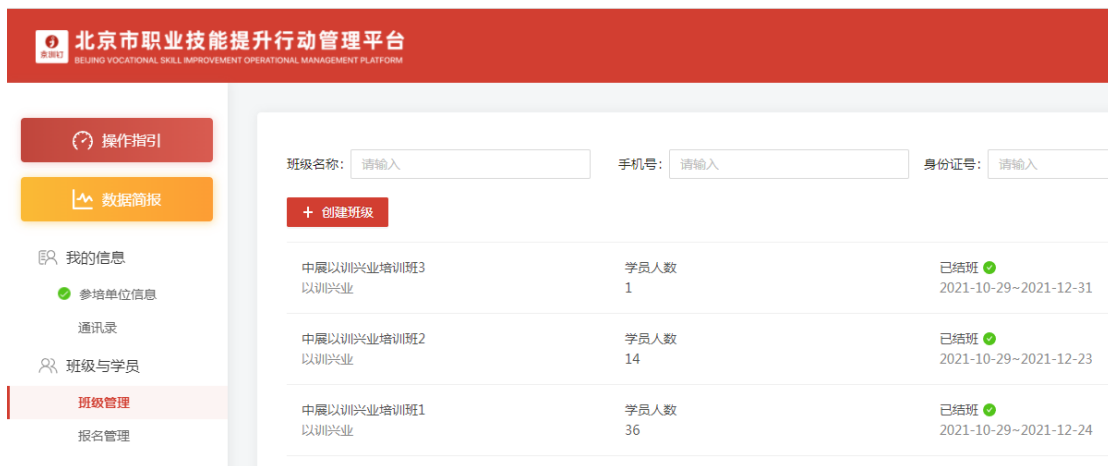 京训钉
北京市职业技能提升行动管理平台
BEIJING VOCATIONAL SKILL IMPROVEMENT OPERATIONAL MANAGEMENT PLATFORM
操作指引
数据简报
我的信息
参培单位信息
通讯录
班级与学员
班级管理
报名管理
班级名称： 请输入 手机号： 请输入 身份证号： 请输入
+ 创建班级
中展以训兴业培训班3 学员人数 已结班
以训兴业 1 2021-10-29~2021-12-31
中展以训兴业培训班2 学员人数 已结班
以训兴业 14 2021-10-29~2021-12-23
中展以训兴业培训班1 学员人数 已结班
以训兴业 36 2021-10-29~2021-12-24